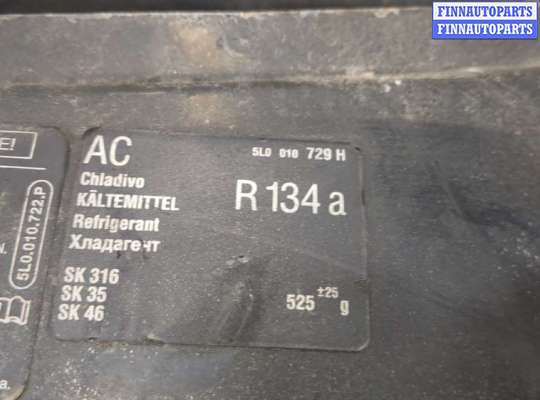 FINNAUTOPARTS
FINNAUTOPARTS
E!
N.
5L0.010.722.P
a.
AC
5L0 010 729 H
Chladivo
KÄLTEMITTEL
R 134 a
Refrigerant
Хладагент
SK 316
SK 35
SK 46
525 ±25 g